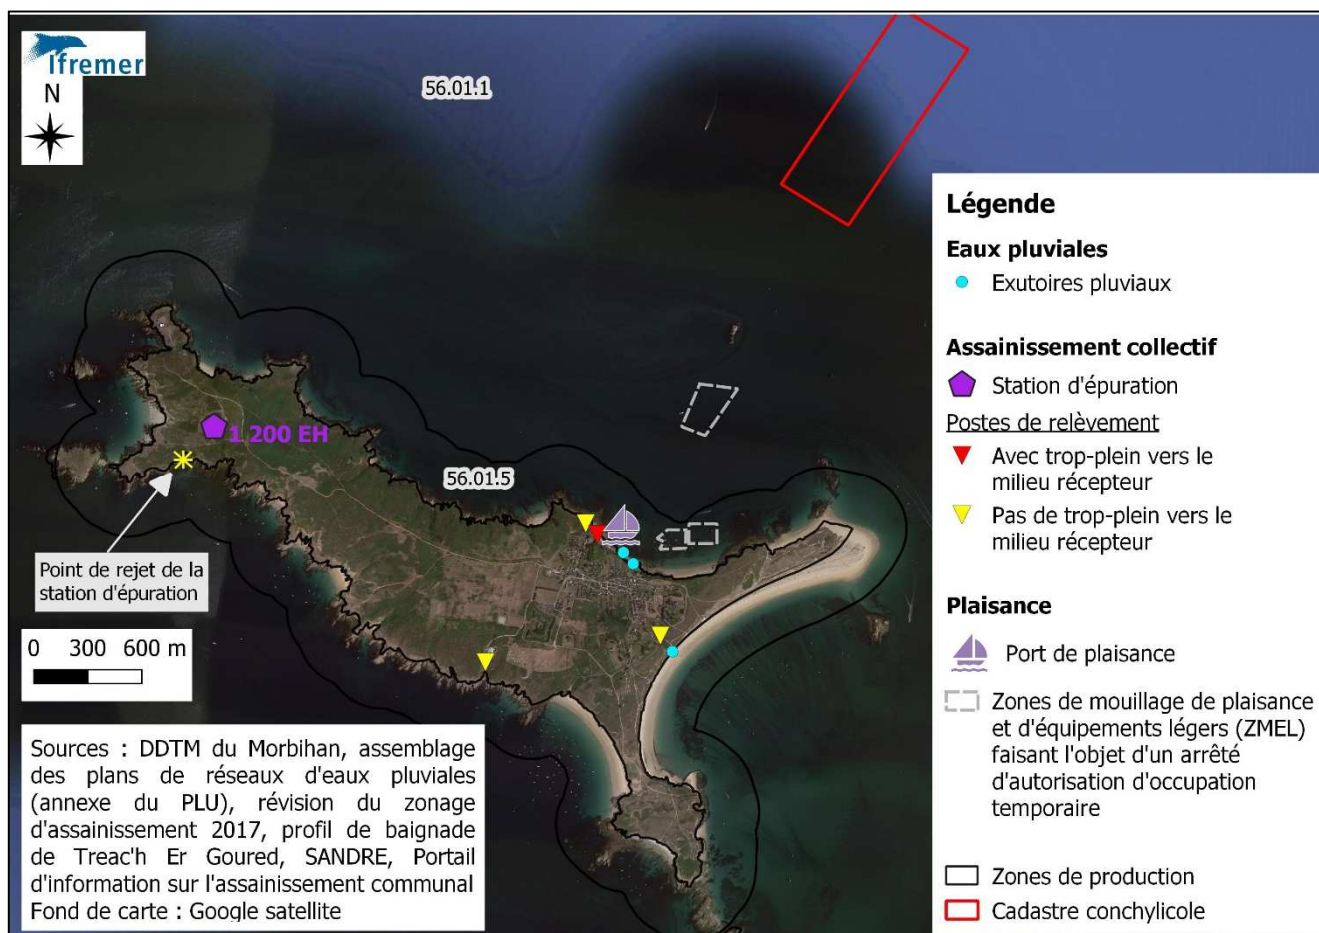 ifremer
N
56.01.1
1 200 EH
56.01.5
Point de rejet de la
station d'épuration
0 300 600 m
Sources : DDTM du Morbihan, assemblage
des plans de réseaux d'eaux pluviales
(annexe du PLU), révision du zonage
d'assainissement 2017, profil de baignade
de Treac'h Er Goured, SANDRE, Portail
d'information sur l'assainissement communal
Fond de carte : Google satellite
Légende
Eaux pluviales
Exutoires pluviaux
Assainissement collectif
Station d'épuration
Postes de relèvement
Avec trop-plein vers le
milieu récepteur
Pas de trop-plein vers le
milieu récepteur
Plaisance
Port de plaisance
Zones de mouillage de plaisance
et d'équipements légers (ZMEL)
faisant l'objet d'un arrêté
d'autorisation d'occupation
temporaire
Zones de production
Cadastre conchylicole